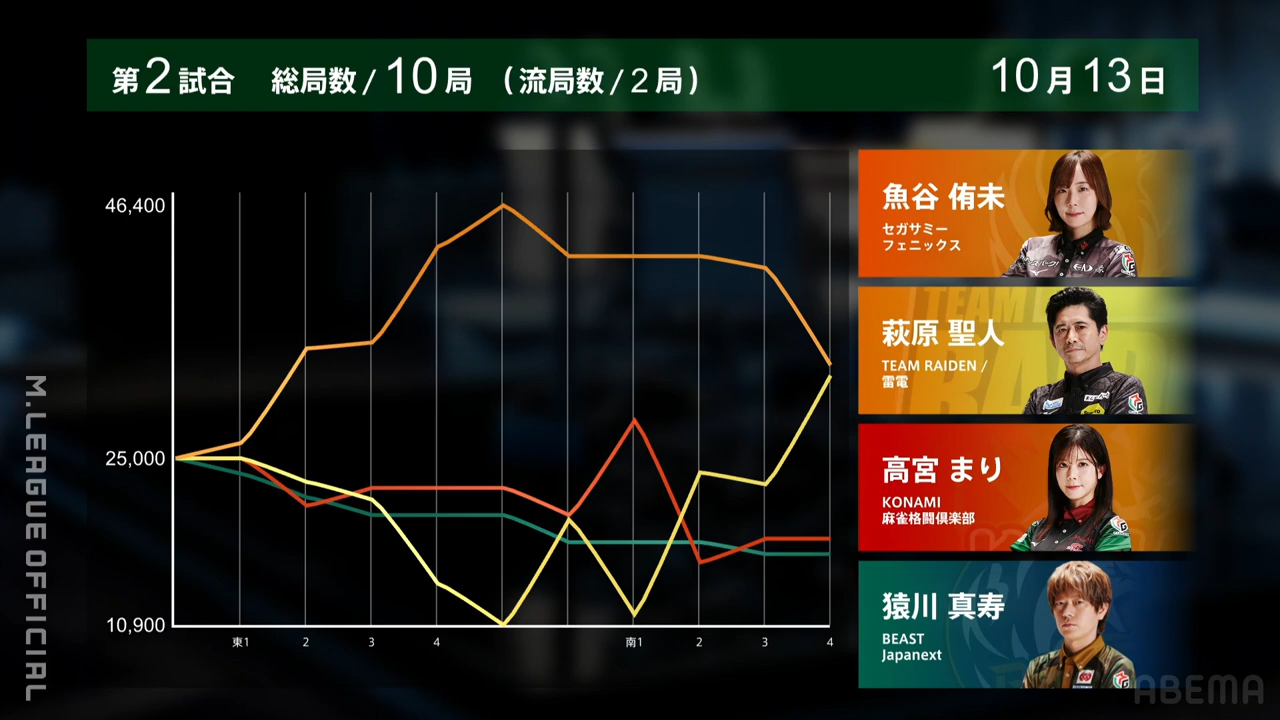 第2試合 総局数/10局 (流局数/2局) 10月13日
46,400
25,000
10,900
東1 2 3 4 南1 2 3 4
魚谷 侑未
セガサミー
フェニックス
萩原 聖人
TEAM RAIDEN /
雷電
高宮 まり
KONAMI
麻雀格闘倶楽部
猿川 真寿
BEAST
Japanext
M.LEAGUE OFFICIAL
ABEMA